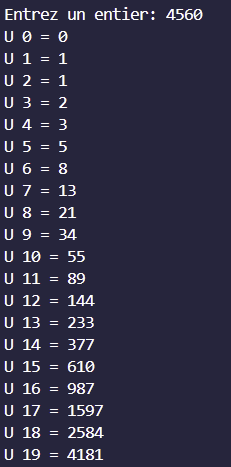 Entrez un entier: 4560
U 0 = 0
U 1 = 1
U 2 = 1
U 3 = 2
U 4 = 3
U 5 = 5
U 6 = 8
U 7 = 13
U 8 = 21
U 9 = 34
U 10 = 55
U 11 = 89
U 12 = 144
U 13 = 233
U 14 = 377
U 15 = 610
U 16 = 987
U 17 = 1597
U 18 = 2584
U 19 = 4181